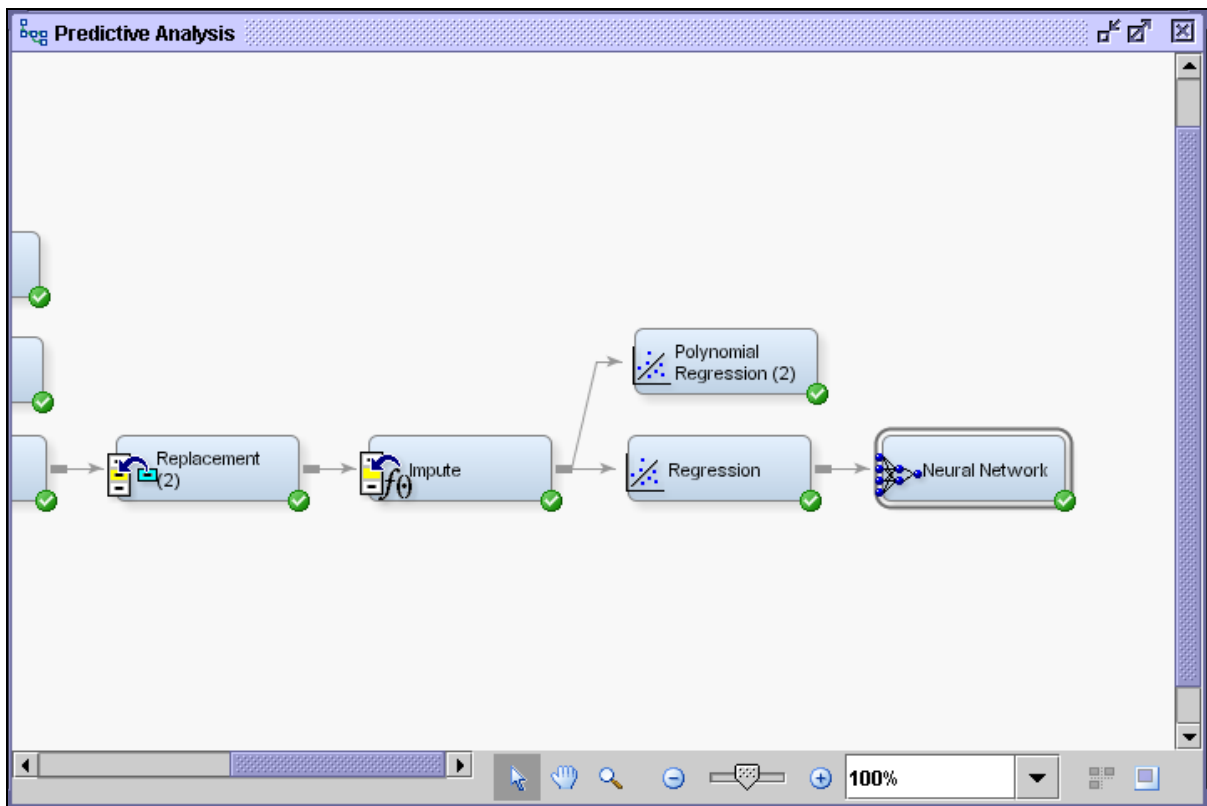 Predictive Analysis
Polynomial
Regression (2)
Replacement
(2)
Impute
Regression
Neural Network
100%